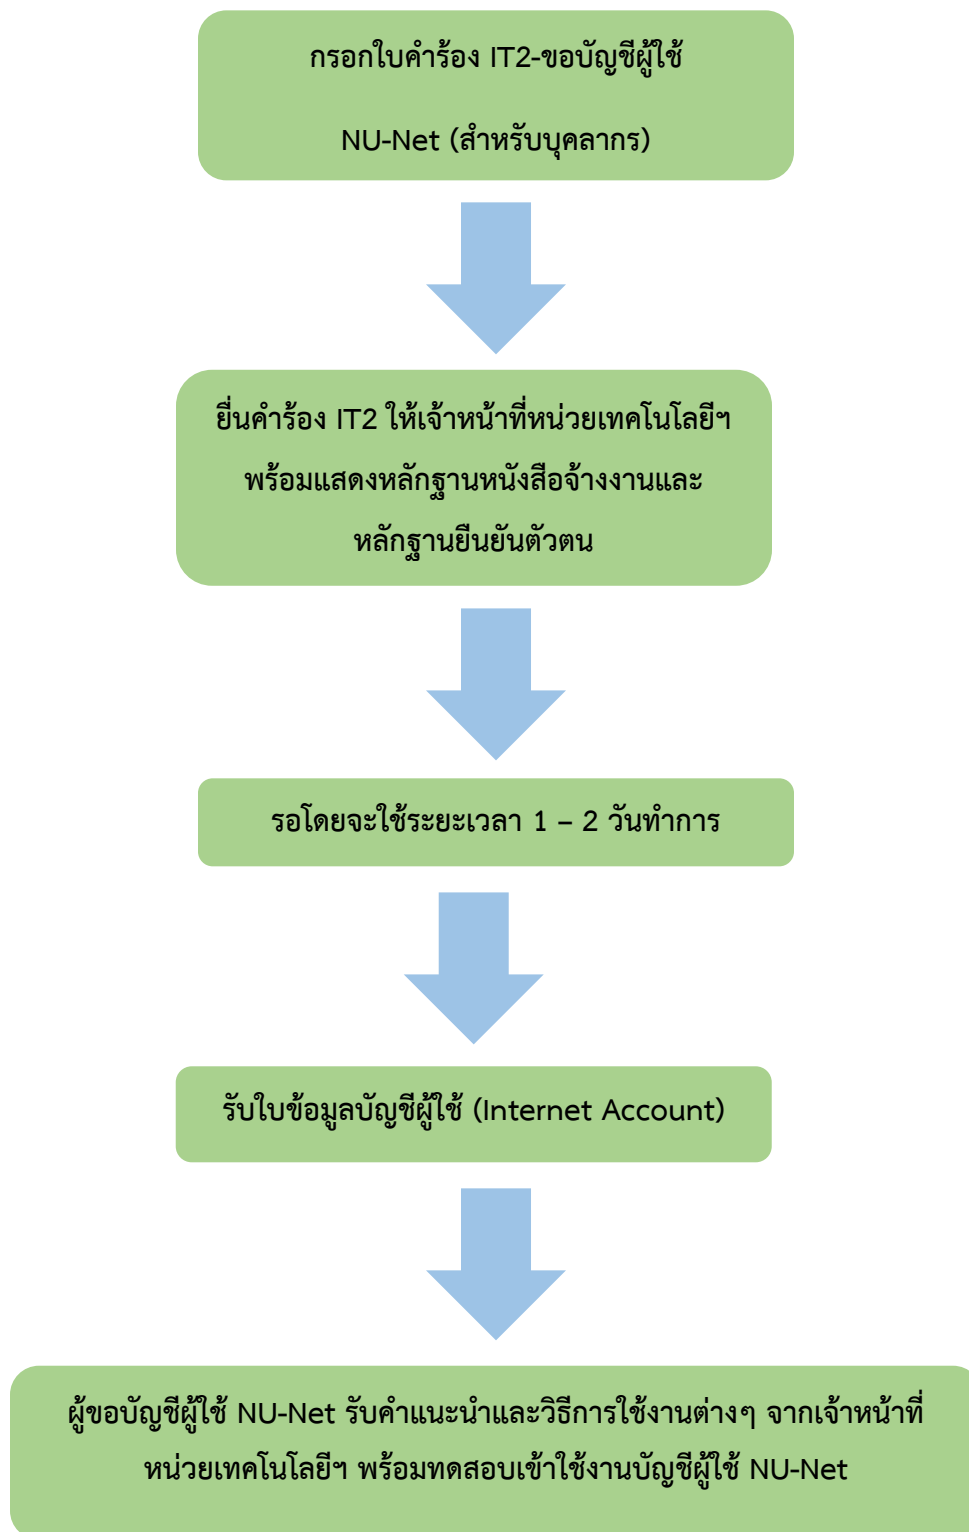 กรอกใบคำร้อง IT2-ขอบัญชีผู้ใช้
NU-Net (สำหรับบุคลากร)
ยื่นคำร้อง IT2 ให้เจ้าหน้าที่หน่วยเทคโนโลยีฯ
พร้อมแสดงหลักฐานหนังสือจ้างงานและ
หลักฐานยืนยันตัวตน
รอโดยจะใช้ระยะเวลา 1 – 2 วันทำการ
รับใบข้อมูลบัญชีผู้ใช้ (Internet Account)
ผู้ขอบัญชีผู้ใช้ NU-Net รับคำแนะนำและวิธีการใช้งานต่างๆ จากเจ้าหน้าที่
หน่วยเทคโนโลยีฯ พร้อมทดสอบเข้าใช้งานบัญชีผู้ใช้ NU-Net